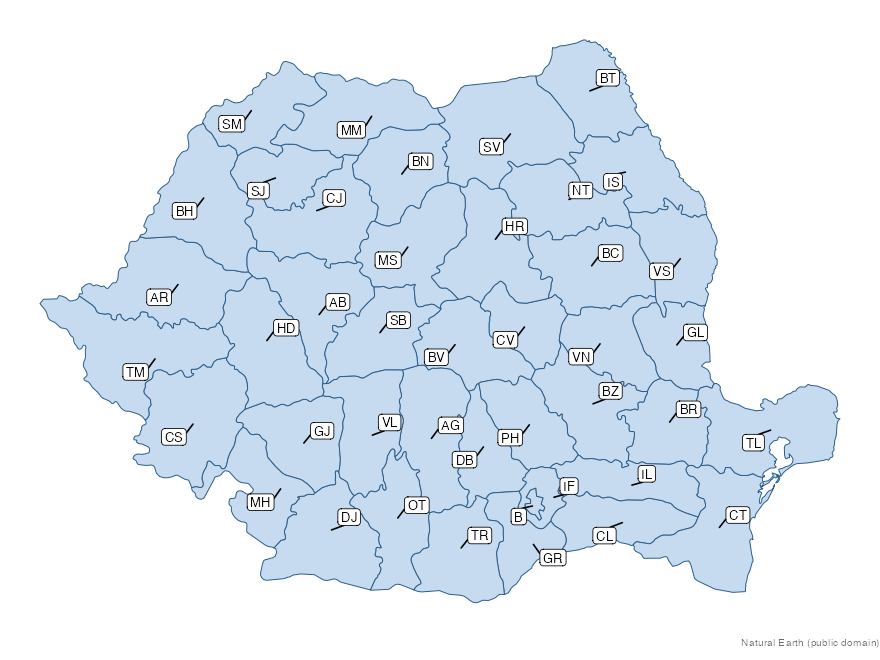 BT
SM
MM
SV
BN
IS
SJ
NT
CJ
BH
HR
BC
MS
VS
AR
AB
SB
HD
GL
CV
BV
VN
TM
BZ
BR
VL
AG
GJ
CS
PH
TL
DB
IL
IF
MH
OT
CT
B
DJ
TR
CL
GR
Natural Earth (public domain)